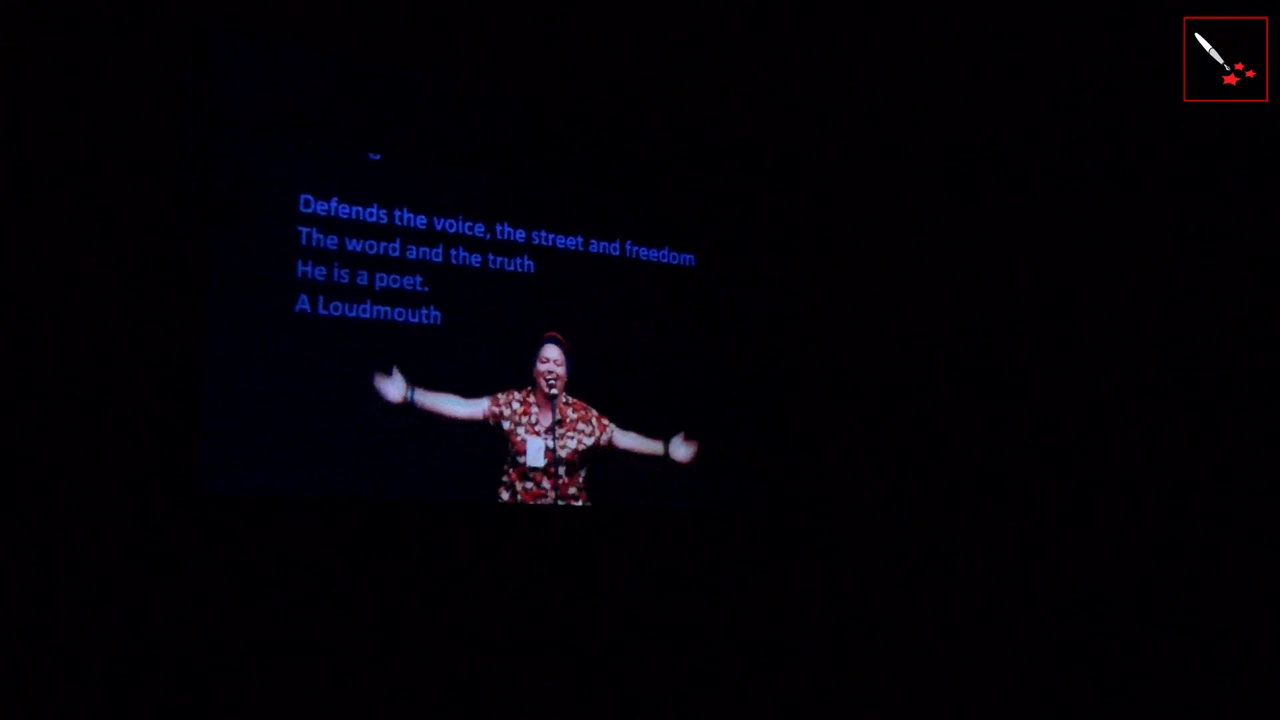 Defends the voice, the street and freedom
The word and the truth
He is a poet.
A Loudmouth